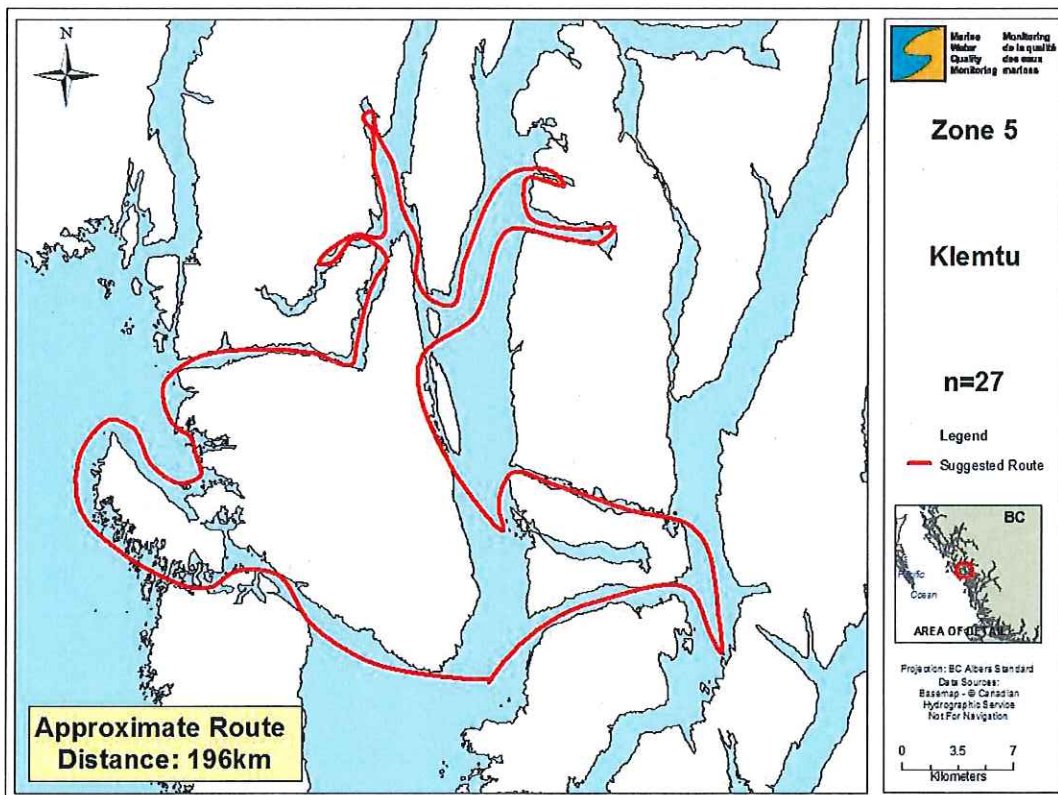 N
Marine Monitoring
Water de la qualité
Quality des eaux
Monitoring marines
Zone 5
Klemtu
n=27
Legend
Suggested Route
BC
Pacific
Ocean
AREA OF DETAIL
Projection: BC Albers Standard
Data Sources:
Basemap - © Canadian
Hydrographic Service
Not For Navigation
0 3.5 7
Kilometers
Approximate Route
Distance: 196km